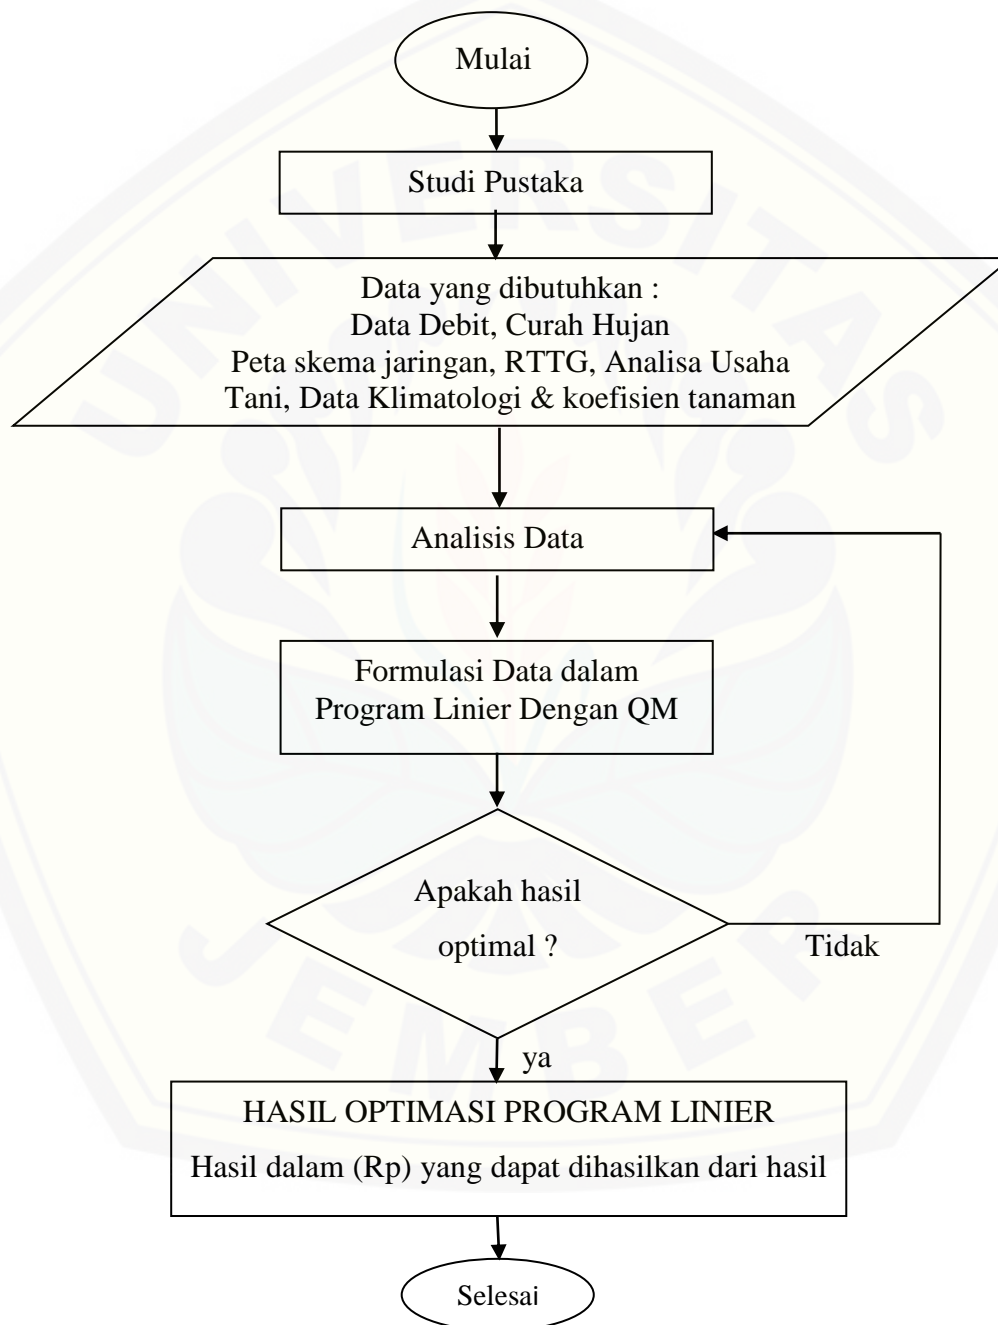 Mulai
Studi Pustaka
Data yang dibutuhkan :
Data Debit, Curah Hujan
Peta skema jaringan, RTTG, Analisa Usaha
Tani, Data Klimatologi & koefisien tanaman
Analisis Data
Formulasi Data dalam
Program Linier Dengan QM
Apakah hasil
optimal ?
Tidak
ya
HASIL OPTIMASI PROGRAM LINIER
Hasil dalam (Rp) yang dapat dihasilkan dari hasil
Selesai
UNIVERSITAS
JEMBER